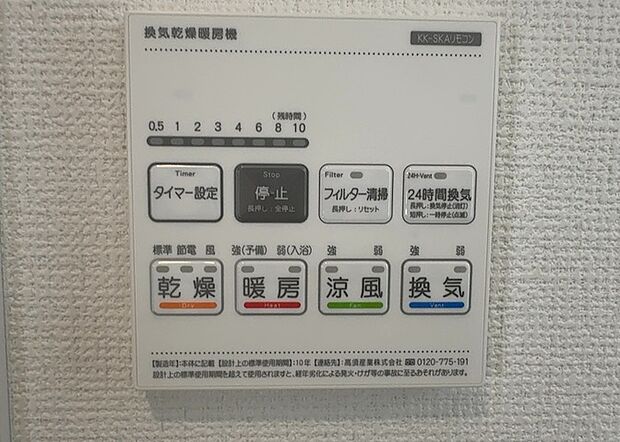 換気乾燥暖房機 KK-SKAリモコン
(残時間)
0.5 1 2 3 4 6 8 10
Timer Stop Filter 24H-Vent
タイマー設定 停止 フィルター清掃 24時間換気
長押し:全停止 長押し:リセット 長押し:換気停止(消灯)
短押し:一時停止(点滅)
標準 節電 風 強(予備) 弱(入浴) 強 弱 強 弱
乾燥 暖房 涼風 換気
Dry Heat Fan Vent
【製造年】:本体に記載 【設計上の標準使用期間】:10年 【連絡先】:高須産業株式会社 0120-775-191
設計上の標準使用期間を超えて使用されますと、経年劣化による発火・けが等の事故に至るおそれがあります。